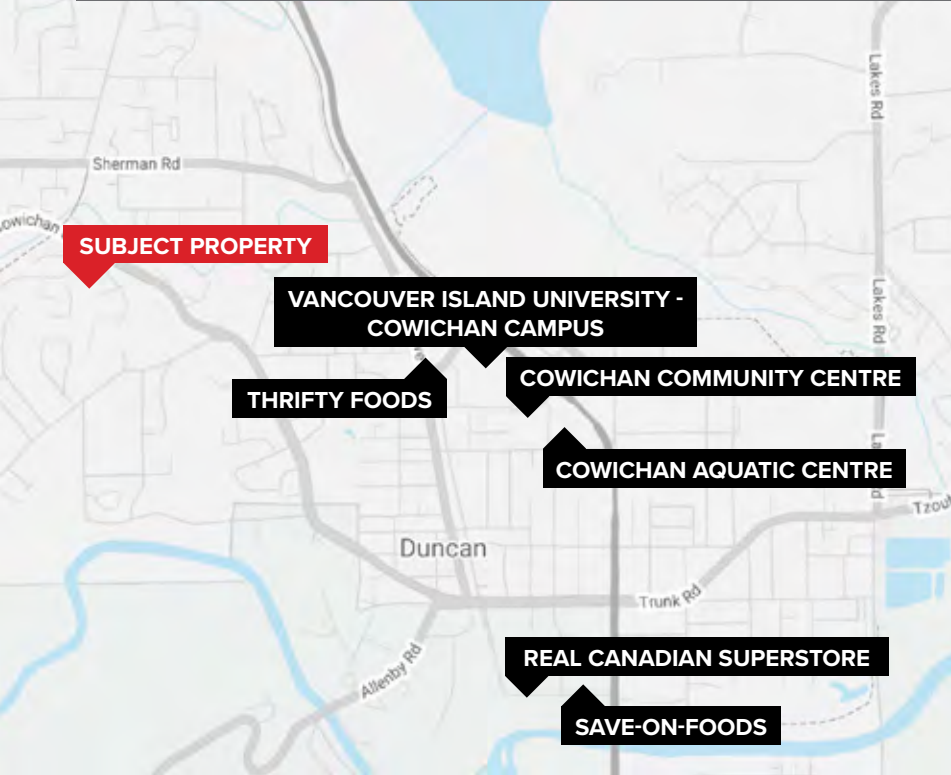 Lakes Rd
Sherman Rd
owichan
SUBJECT PROPERTY
VANCOUVER ISLAND UNIVERSITY -
COWICHAN CAMPUS
Lakes Rd
COWICHAN COMMUNITY CENTRE
THRIFTY FOODS
COWICHAN AQUATIC CENTRE
La
d
Tzou
Duncan
Trunk Rd
Allenby Rd
REAL CANADIAN SUPERSTORE
SAVE-ON-FOODS